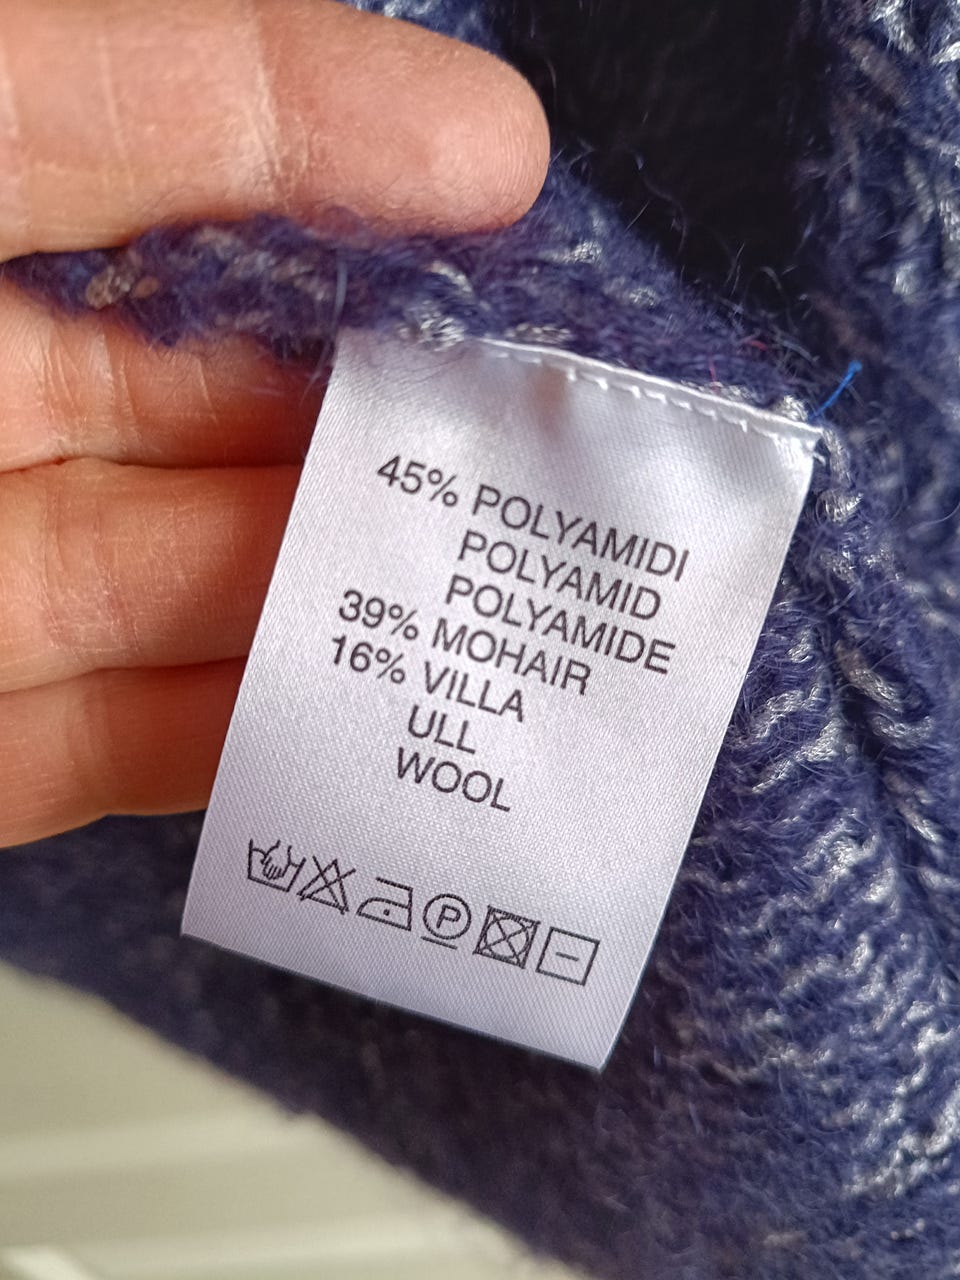 45% POLYAMIDI
POLYAMID
POLYAMIDE
39% MOHAIR
16% VILLA
ULL
WOOL
P